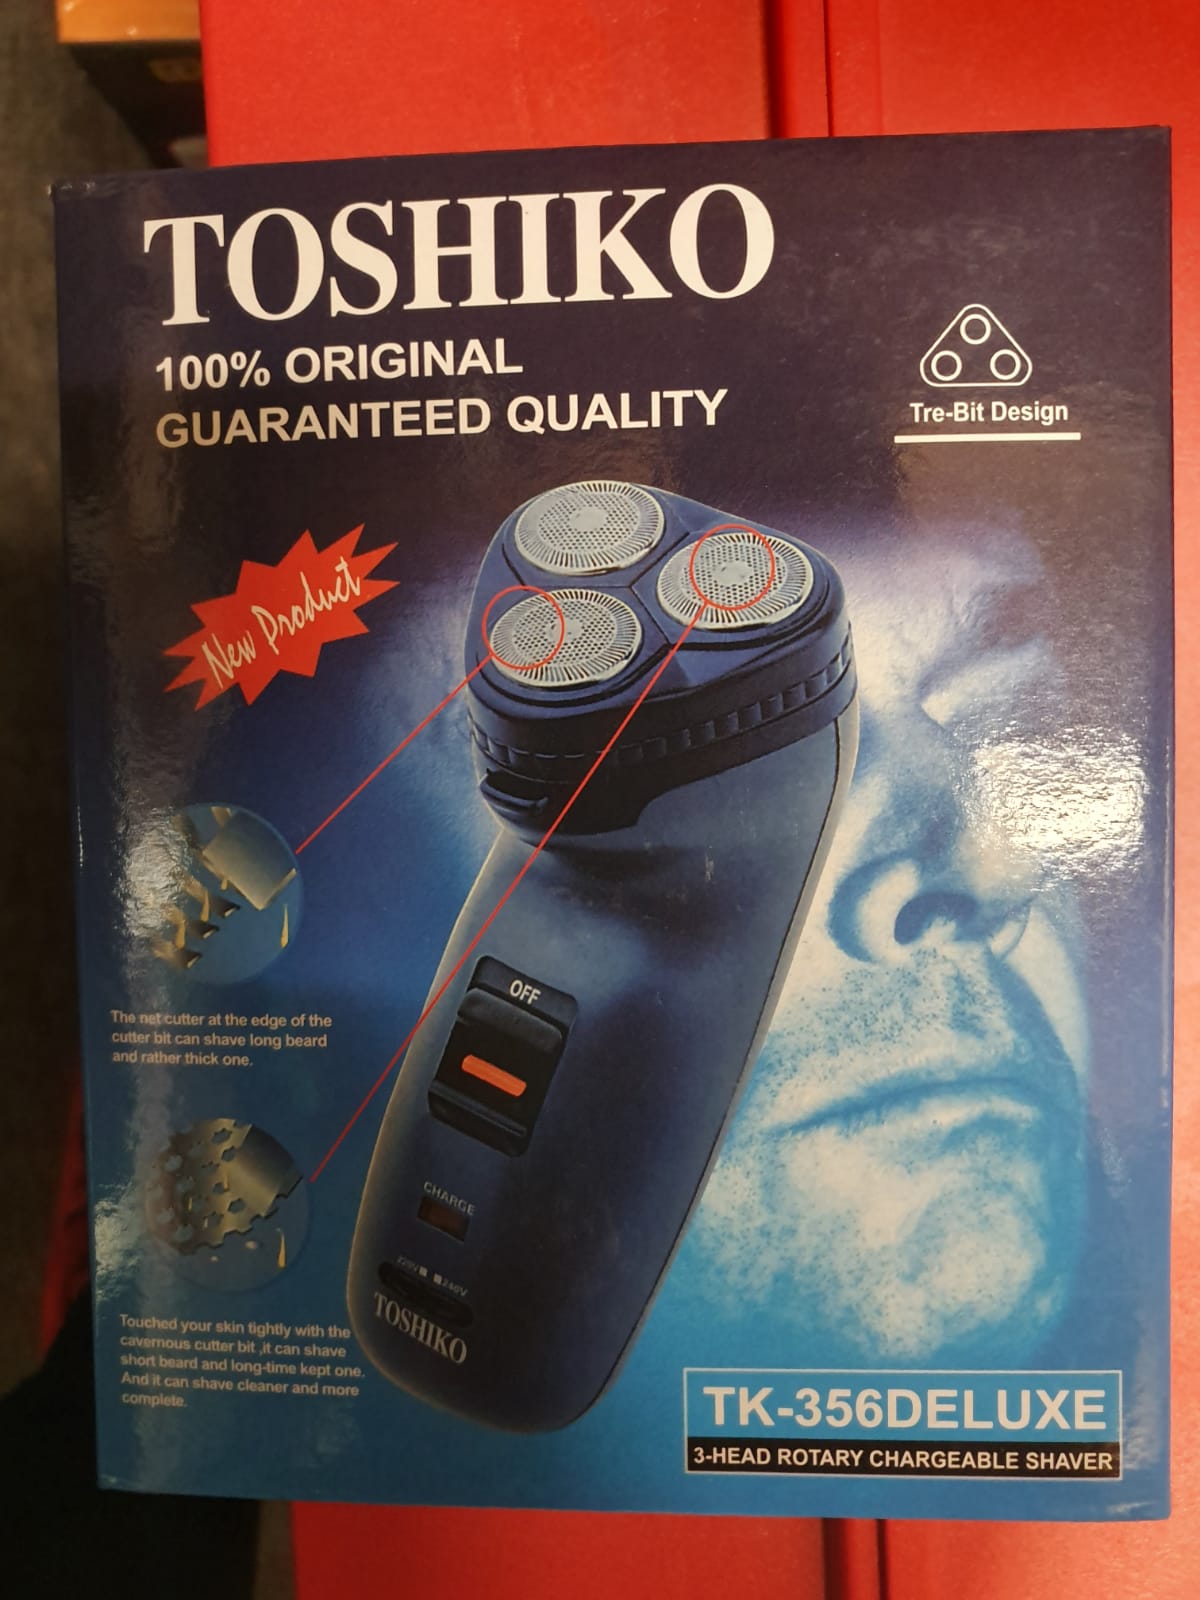 TOSHIKO
100% ORIGINAL
GUARANTEED QUALITY
Tre-Bit Design
New Product
The net cutter at the edge of the
cutter bit can shave long beard
and rather thick one.
OFF
CHARGE
220V 240V
TOSHIKO
Touched your skin tightly with the
cavernous cutter bit ,it can shave
short beard and long-time kept one.
And it can shave cleaner and more
complete.
TK-356DELUXE
3-HEAD ROTARY CHARGEABLE SHAVER